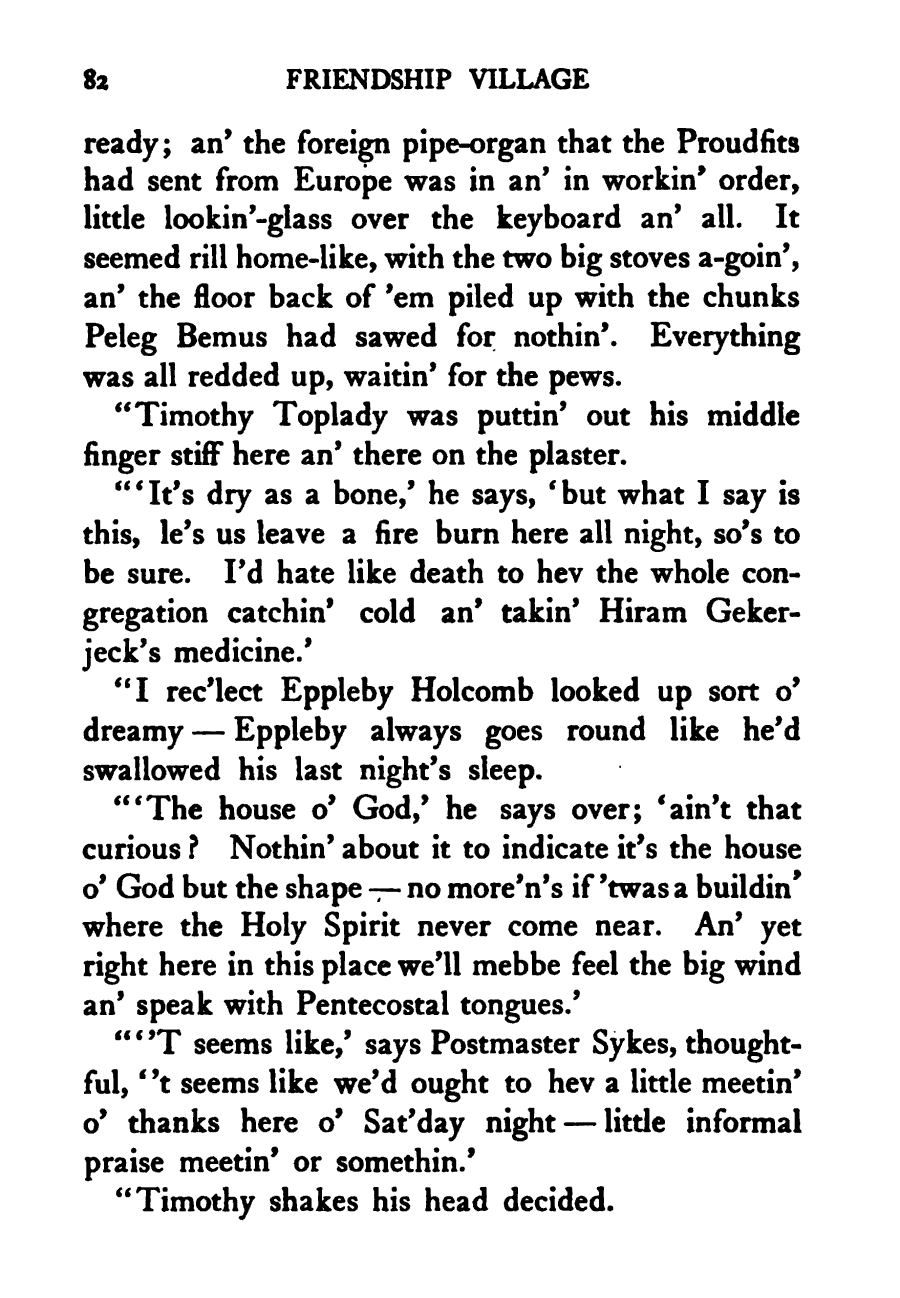 82 FRIENDSHIP VILLAGE
ready; an’ the foreign pipe-organ that the Proudfits
had sent from Europe was in an’ in workin’ order,
little lookin’-glass over the keyboard an’ all. It
seemed rill home-like, with the two big stoves a-goin’,
an’ the floor back of ’em piled up with the chunks
Peleg Bemus had sawed for nothin’. Everything
was all redded up, waitin’ for the pews.
“Timothy Toplady was puttin’ out his middle
finger stiff here an’ there on the plaster.
“‘It’s dry as a bone,’ he says, ‘but what I say is
this, le’s us leave a fire burn here all night, so’s to
be sure. I’d hate like death to hev the whole con-
gregation catchin’ cold an’ takin’ Hiram Geker-
jeck’s medicine.’
“I rec’lect Eppleby Holcomb looked up sort o’
dreamy — Eppleby always goes round like he’d
swallowed his last night’s sleep.
“‘The house o’ God,’ he says over; ‘ain’t that
curious? Nothin’ about it to indicate it’s the house
o’ God but the shape — no more’n’s if ’twas a buildin’
where the Holy Spirit never come near. An’ yet
right here in this place we’ll mebbe feel the big wind
an’ speak with Pentecostal tongues.’
“‘’T seems like,’ says Postmaster Sykes, thought-
ful, ‘’t seems like we’d ought to hev a little meetin’
o’ thanks here o’ Sat’day night — little informal
praise meetin’ or somethin.’
“Timothy shakes his head decided.